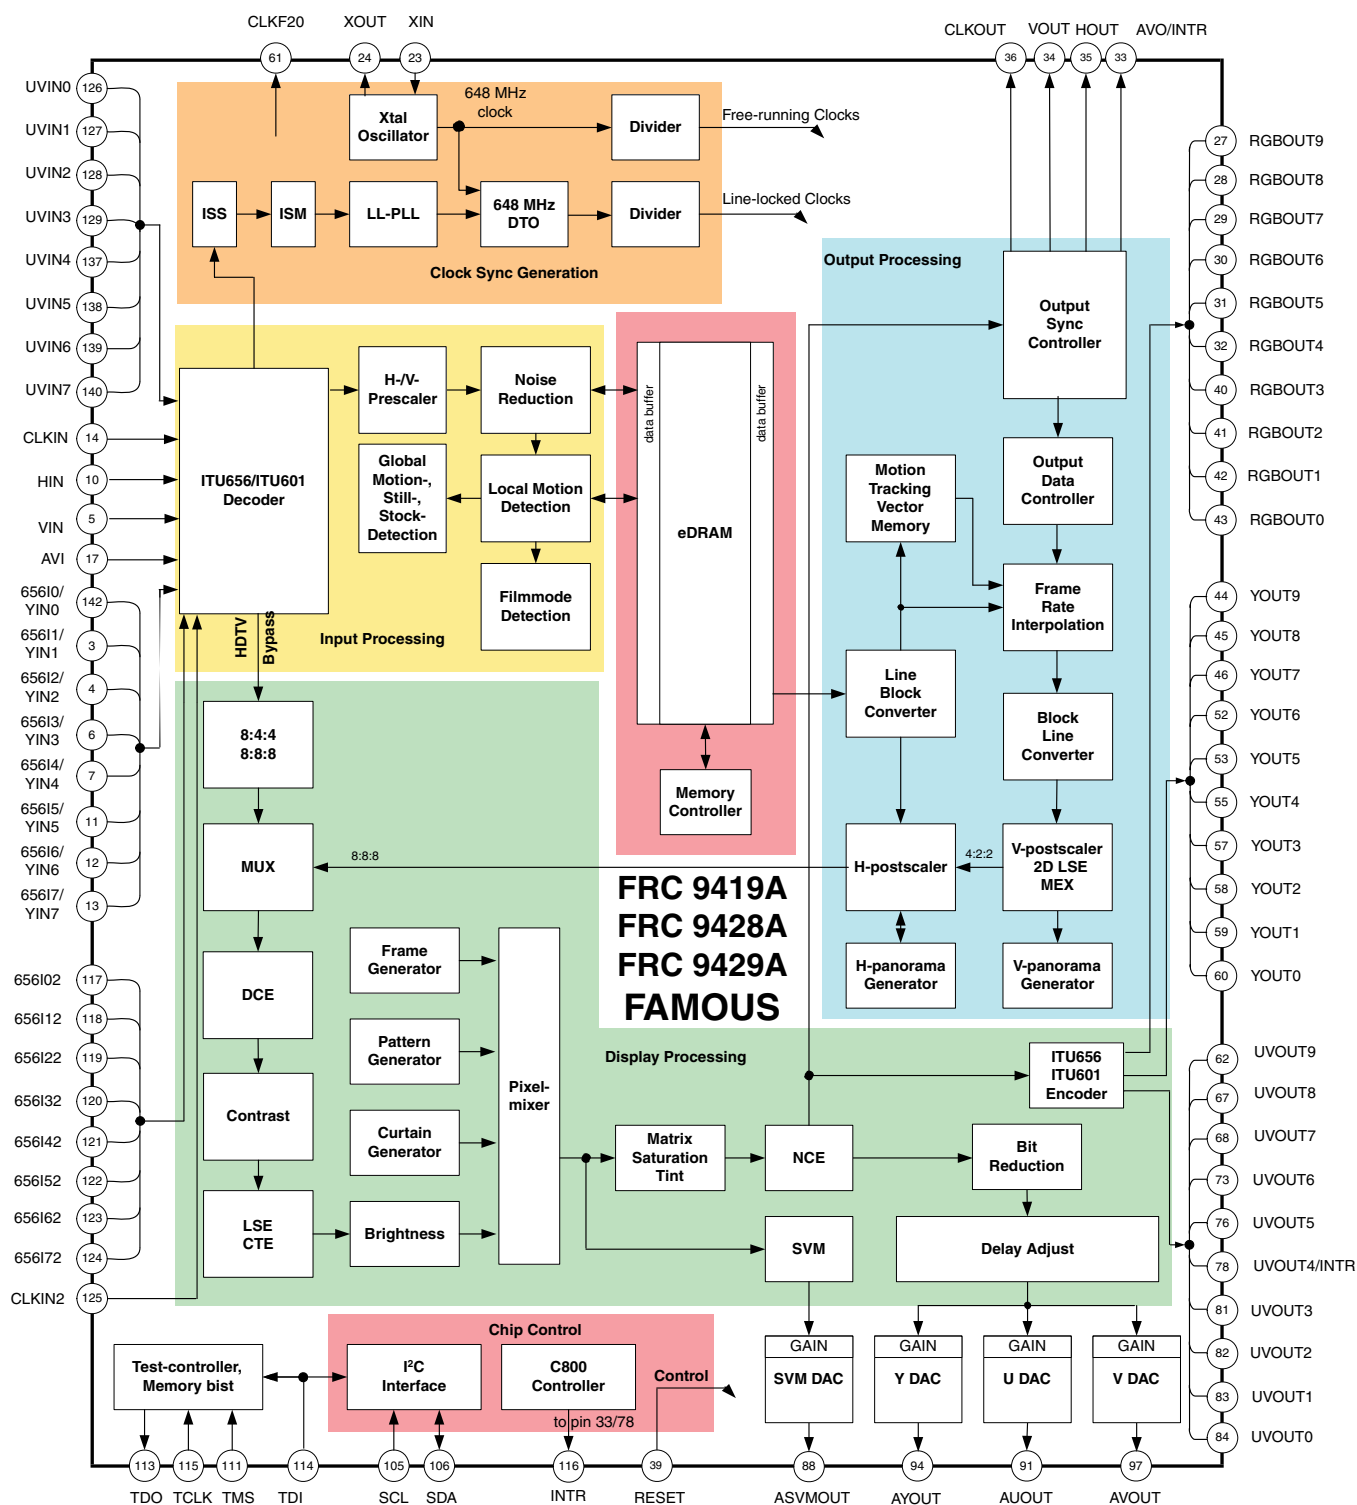 CLKF20
XOUT
XIN
CLKOUT
VOUT
HOUT
AVO/INTR
61
24
23
36
34
35
33
UVIN0
126
UVIN1
127
UVIN2
128
UVIN3
129
UVIN4
137
UVIN5
138
UVIN6
139
UVIN7
140
CLKIN
14
HIN
10
VIN
5
AVI
17
656I0/
YIN0
142
656I1/
YIN1
3
656I2/
YIN2
4
656I3/
YIN3
6
656I4/
YIN4
7
656I5/
YIN5
11
656I6/
YIN6
12
656I7/
YIN7
13
656I02
117
656I12
118
656I22
119
656I32
120
656I42
121
656I52
122
656I62
123
656I72
124
CLKIN2
125
Xtal
Oscillator
648 MHz
clock
Divider
Free-running Clocks
ISS
ISM
LL-PLL
648 MHz
DTO
Divider
Line-locked Clocks
Clock Sync Generation
ITU656/ITU601
Decoder
H-/V-
Prescaler
Noise
Reduction
Global
Motion-,
Still-,
Stock-
Detection
Local Motion
Detection
Filmmode
Detection
Input Processing
HDTV
Bypass
data buffer
eDRAM
data buffer
Memory
Controller
Output Processing
Output
Sync
Controller
Motion
Tracking
Vector
Memory
Output
Data
Controller
Frame
Rate
Interpolation
Line
Block
Converter
Block
Line
Converter
H-postscaler
4:2:2
V-postscaler
2D LSE
MEX
H-panorama
Generator
V-panorama
Generator
8:4:4
8:8:8
MUX
8:8:8
DCE
Contrast
LSE
CTE
Frame
Generator
Pattern
Generator
Curtain
Generator
Brightness
Pixel-
mixer
FRC 9419A
FRC 9428A
FRC 9429A
FAMOUS
Display Processing
ITU656
ITU601
Encoder
Matrix
Saturation
Tint
NCE
Bit
Reduction
SVM
Delay Adjust
GAIN
SVM DAC
GAIN
Y DAC
GAIN
U DAC
GAIN
V DAC
Chip Control
Test-controller,
Memory bist
I²C
Interface
C800
Controller
Control
to pin 33/78
27
RGBOUT9
28
RGBOUT8
29
RGBOUT7
30
RGBOUT6
31
RGBOUT5
32
RGBOUT4
40
RGBOUT3
41
RGBOUT2
42
RGBOUT1
43
RGBOUT0
44
YOUT9
45
YOUT8
46
YOUT7
52
YOUT6
53
YOUT5
55
YOUT4
57
YOUT3
58
YOUT2
59
YOUT1
60
YOUT0
62
UVOUT9
67
UVOUT8
68
UVOUT7
73
UVOUT6
76
UVOUT5
78
UVOUT4/INTR
81
UVOUT3
82
UVOUT2
83
UVOUT1
84
UVOUT0
113
115
111
114
105
106
116
39
88
94
91
97
TDO
TCLK
TMS
TDI
SCL
SDA
INTR
RESET
ASVMOUT
AYOUT
AUOUT
AVOUT